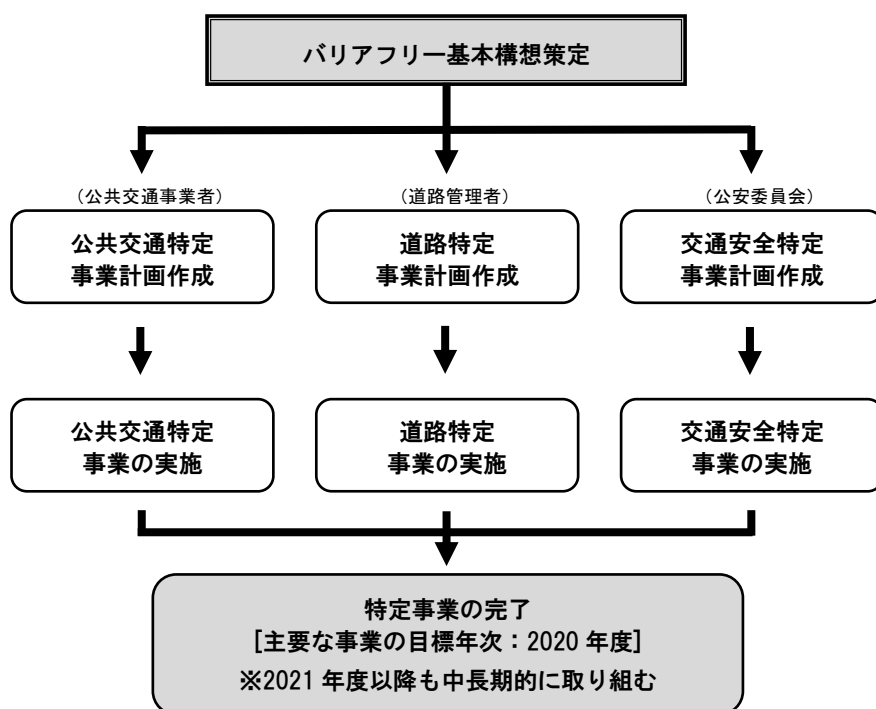 バリアフリー基本構想策定
（公共交通事業者）
公共交通特定
事業計画作成
（道路管理者）
道路特定
事業計画作成
（公安委員会）
交通安全特定
事業計画作成
公共交通特定
事業の実施
道路特定
事業の実施
交通安全特定
事業の実施
特定事業の完了
[主要な事業の目標年次：2020 年度]
※2021 年度以降も中長期的に取り組む